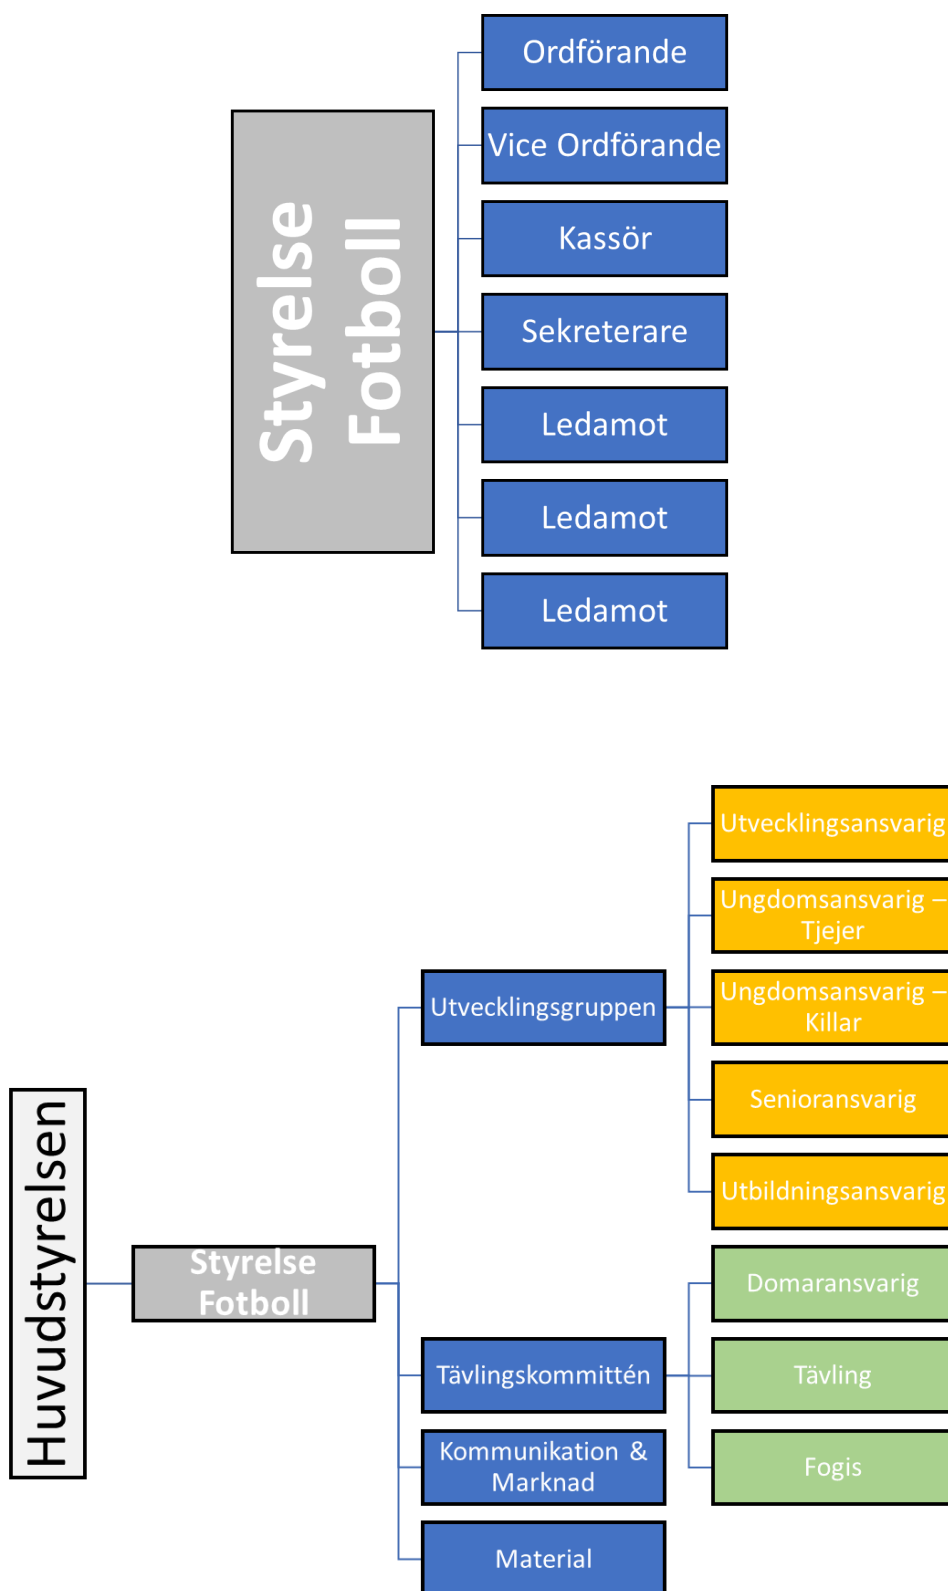 Styrelse
Fotboll
Ordförande
Vice Ordförande
Kassör
Sekreterare
Ledamot
Ledamot
Ledamot
Huvudstyrelsen
Styrelse
Fotboll
Utvecklingsgruppen
Utvecklingsansvarig
Ungdomsansvarig –
Tjejer
Ungdomsansvarig –
Killar
Senioransvarig
Utbildningsansvarig
Tävlingskommittén
Domaransvarig
Tävling
Fogis
Kommunikation &
Marknad
Material